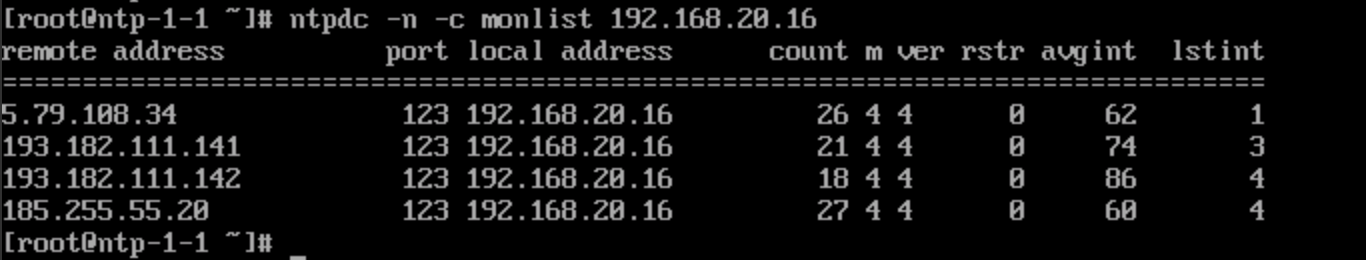 [root@ntp-1-1 ~]# ntpdc -n -c monlist 192.168.20.16
remote address          port local address      count m ver rstr avgint  lstint
===============================================================================
5.79.108.34              123 192.168.20.16         26 4 4      0     62       1
193.182.111.141          123 192.168.20.16         21 4 4      0     74       3
193.182.111.142          123 192.168.20.16         18 4 4      0     86       4
185.255.55.20            123 192.168.20.16         27 4 4      0     60       4
[root@ntp-1-1 ~]#